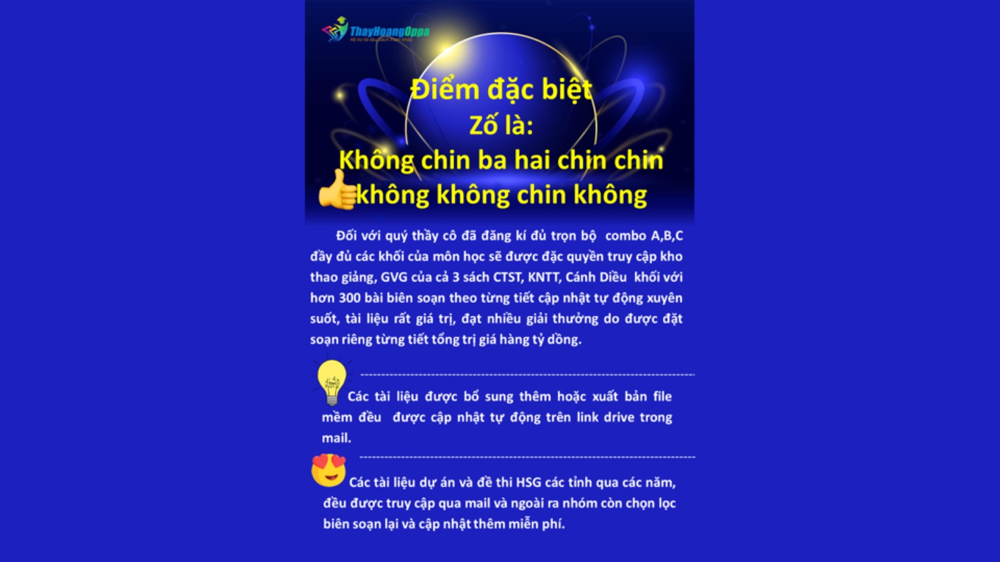 ThayHoangOppa
Điểm đặc biệt
Zố là:
Không chin ba hai chin chin
không không chin không
Đối với quý thầy cô đã đăng kí đủ trọn bộ combo A,B,C
đầy đủ các khối của môn học sẽ được đặc quyền truy cập kho
thao giảng, GVG của cả 3 sách CTST, KNTT, Cánh Diều khối với
hơn 300 bài biên soạn theo từng tiết cập nhật tự động xuyên
suốt, tài liệu rất giá trị, đạt nhiều giải thưởng do được đặt
soạn riêng từng tiết tổng trị giá hàng tỷ dồng.
Các tài liệu được bổ sung thêm hoặc xuất bản file
mềm đều được cập nhật tự động trên link drive trong
mail.
Các tài liệu dự án và đề thi HSG các tỉnh qua các năm,
đều được truy cập qua mail và ngoài ra nhóm còn chọn lọc
biên soạn lại và cập nhật thêm miễn phí.